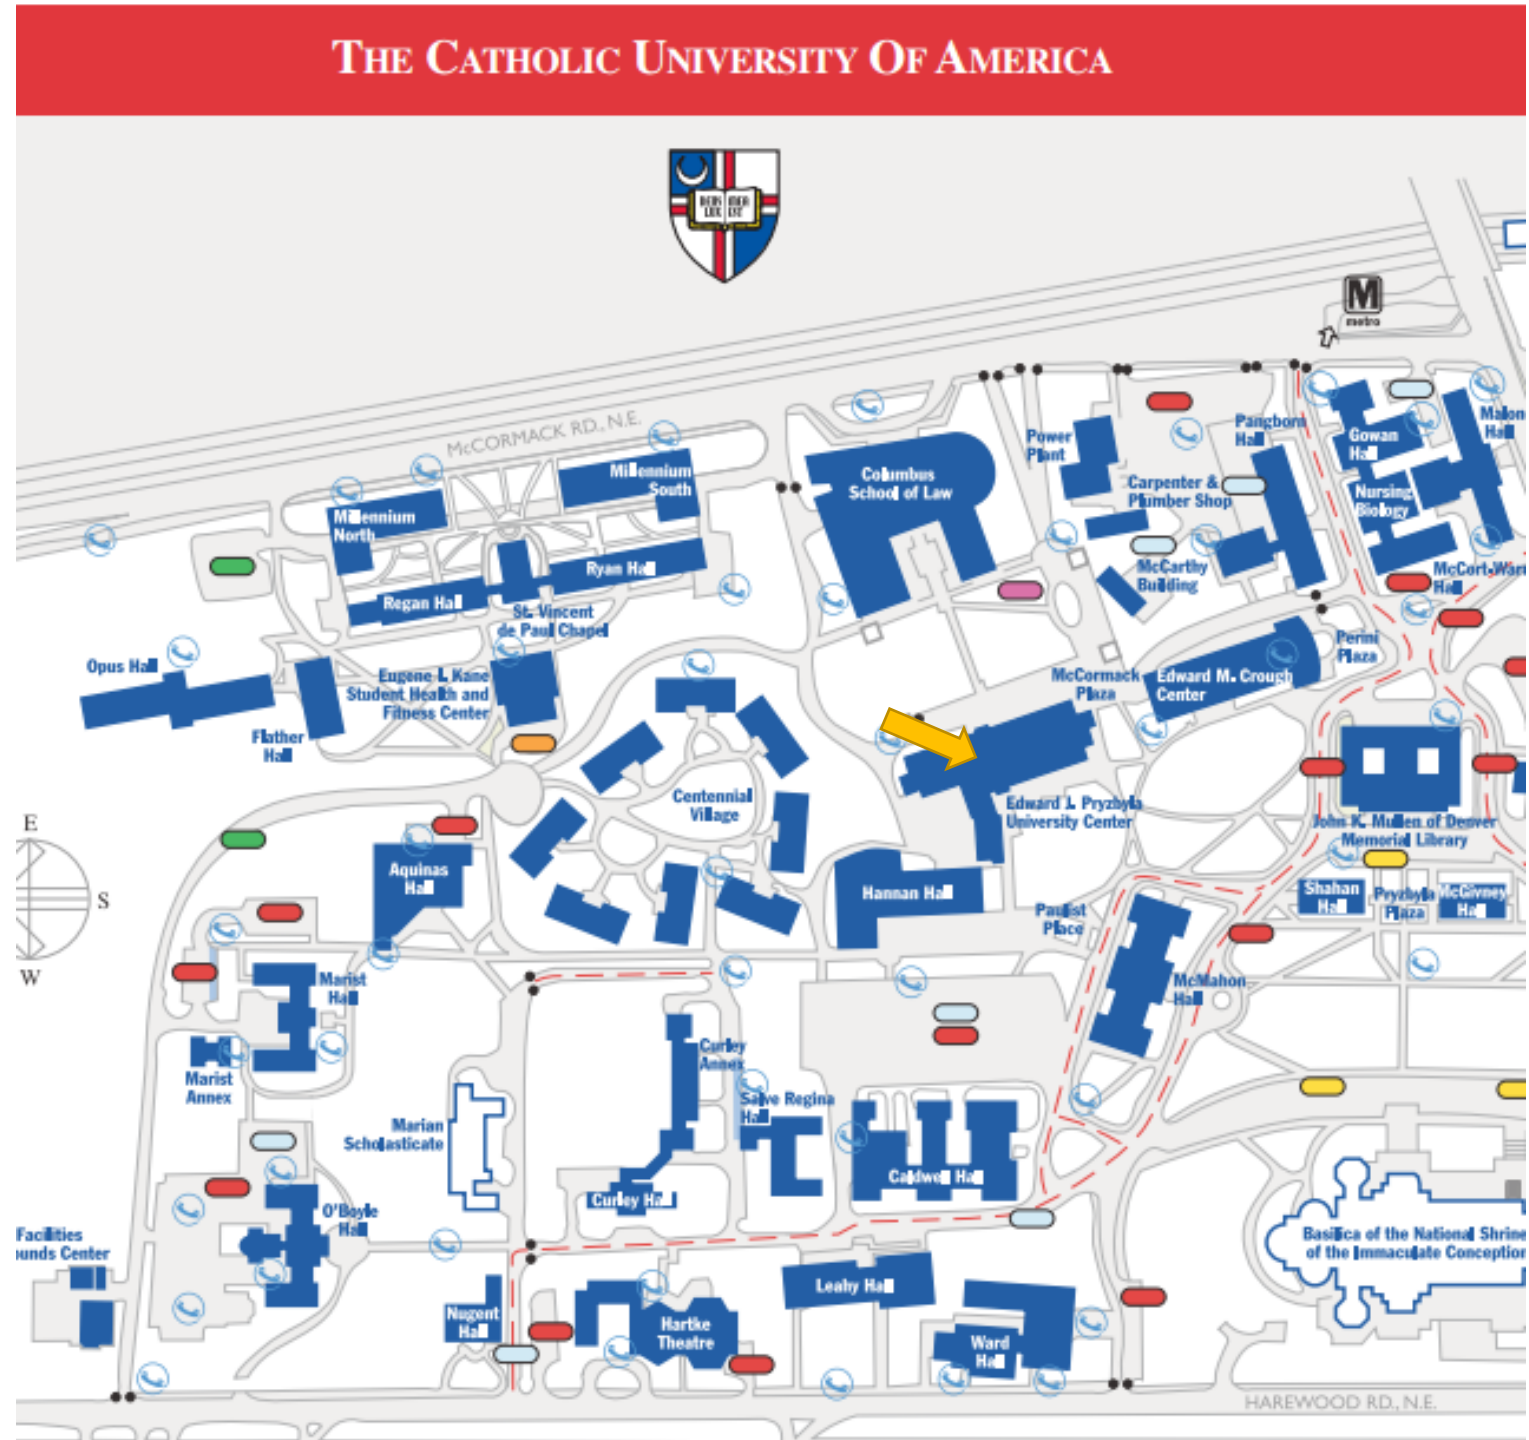 THE CATHOLIC UNIVERSITY OF AMERICA
DEUS
LUX
MEA
EST
M
metro
McCORMACK RD., N.E.
Millennium
South
Millennium
North
Ryan Hall
Regan Hall
St. Vincent
de Paul Chapel
Columbus
School of Law
Power
Plant
Pangborn
Hall
Carpenter &
Plumber Shop
McCarthy
Building
Gowan
Hall
Nursing
Biology
Hall
Hall
Opus Hall
Flather
Hall
Eugene I. Kane
Student Health and
Fitness Center
McCormack
Plaza
Edward M. Crough
Center
Perini
Plaza
Centennial
Village
Edward J. Pryzbyla
University Center
John K. Mullen of Denver
Memorial Library
E
S
W
Aquinas
Hall
Hannan Hall
Paulist
Place
Shahan
Hall
Pryzbyla
Plaza
McGivney
Hall
McMahon
Hall
Marist
Hall
Marist
Annex
Curley
Annex
Salve Regina
Hall
Marian
Scholasticate
Caldwell Hall
Curley Hall
O'Boyle
Hall
Facilities
Center
Basilica of the National Shrine
of the Immaculate Conception
Nugent
Hall
Hartke
Theatre
Leahy Hall
Ward
Hall
HAREWOOD RD., N.E.